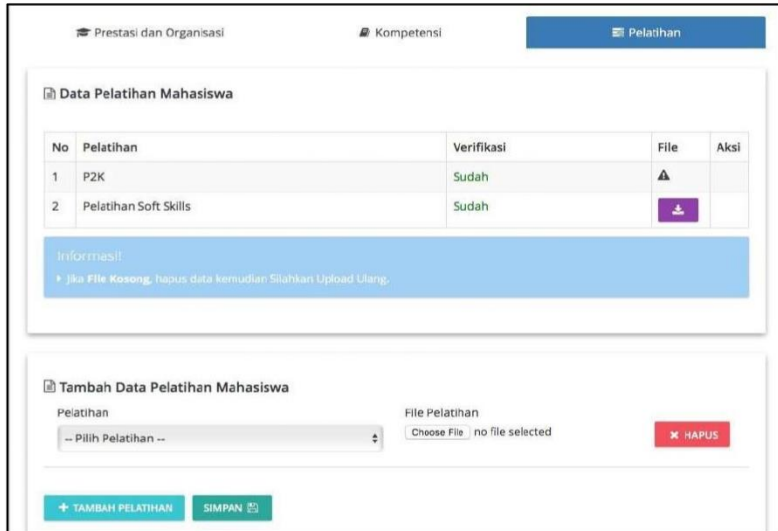 Prestasi dan Organisasi Kompetensi Pelatihan
Data Pelatihan Mahasiswa
No Pelatihan Verifikasi File Aksi
1 P2K Sudah
2 Pelatihan Soft Skills Sudah
Informasi!
Jika File Kosong, hapus data kemudian Silahkan Upload Ulang.
Tambah Data Pelatihan Mahasiswa
Pelatihan File Pelatihan
-- Pilih Pelatihan -- Choose File no file selected HAPUS
TAMBAH PELATIHAN SIMPAN